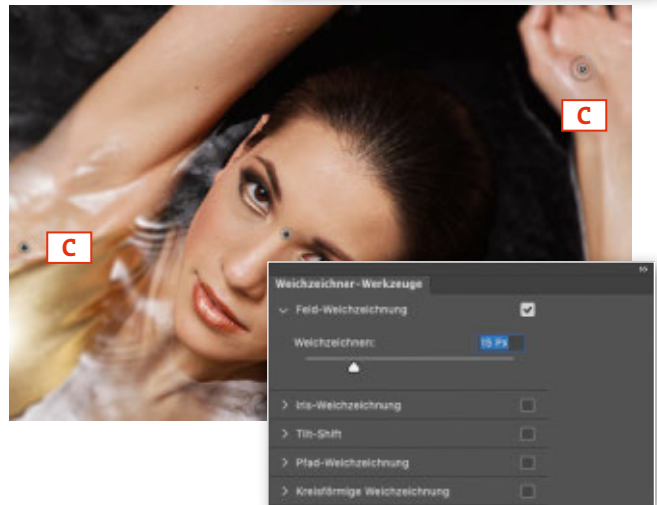 C
C
Weichzeichner-Werkzeuge
Feld-Weichzeichnung
Weichzeichnen: 15 Px
Iris-Weichzeichnung
Tilt-Shift
Pfad-Weichzeichnung
Kreisförmige Weichzeichnung